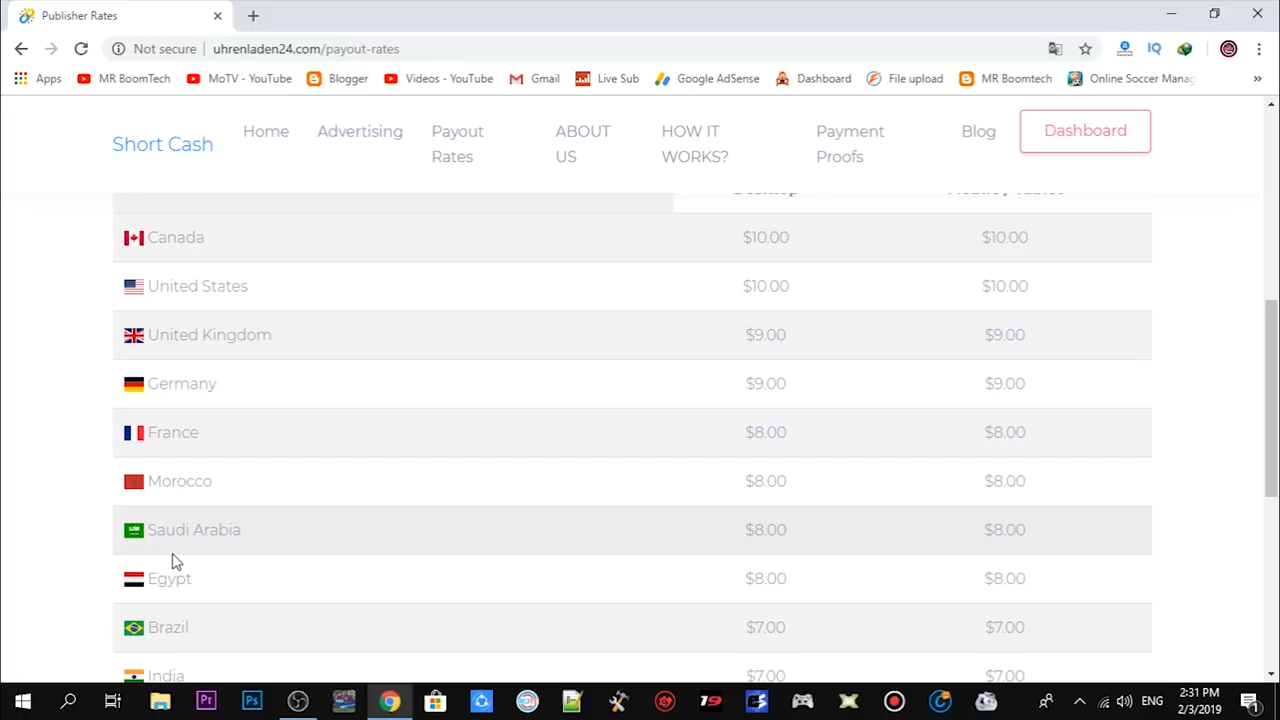 Publisher Rates
Not secure | uhrenladen24.com/payout-rates
Apps MR BoomTech MoTV - YouTube Blogger Videos - YouTube Gmail Live Sub Google AdSense Dashboard File upload MR Boomtech Online Soccer Manag »
Short Cash Home Advertising Payout Rates ABOUT US HOW IT WORKS? Payment Proofs Blog Dashboard
Canada $10.00 $10.00
United States $10.00 $10.00
United Kingdom $9.00 $9.00
Germany $9.00 $9.00
France $8.00 $8.00
Morocco $8.00 $8.00
Saudi Arabia $8.00 $8.00
Egypt $8.00 $8.00
Brazil $7.00 $7.00
India $7.00 $7.00
ENG 2:31 PM
2/3/2019